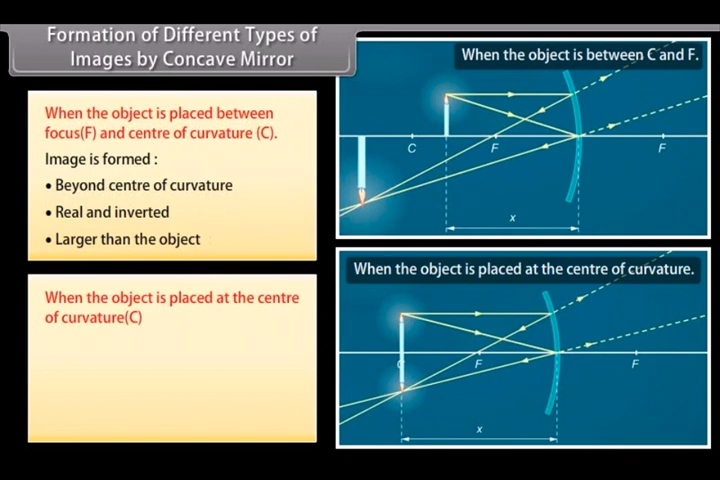 Formation of Different Types of
Images by Concave Mirror
When the object is placed between
focus(F) and centre of curvature (C).
Image is formed :
• Beyond centre of curvature
• Real and inverted
• Larger than the object
When the object is between C and F.
C
F
F
x
When the object is placed at the centre
of curvature(C)
When the object is placed at the centre of curvature.
C
F
F
x